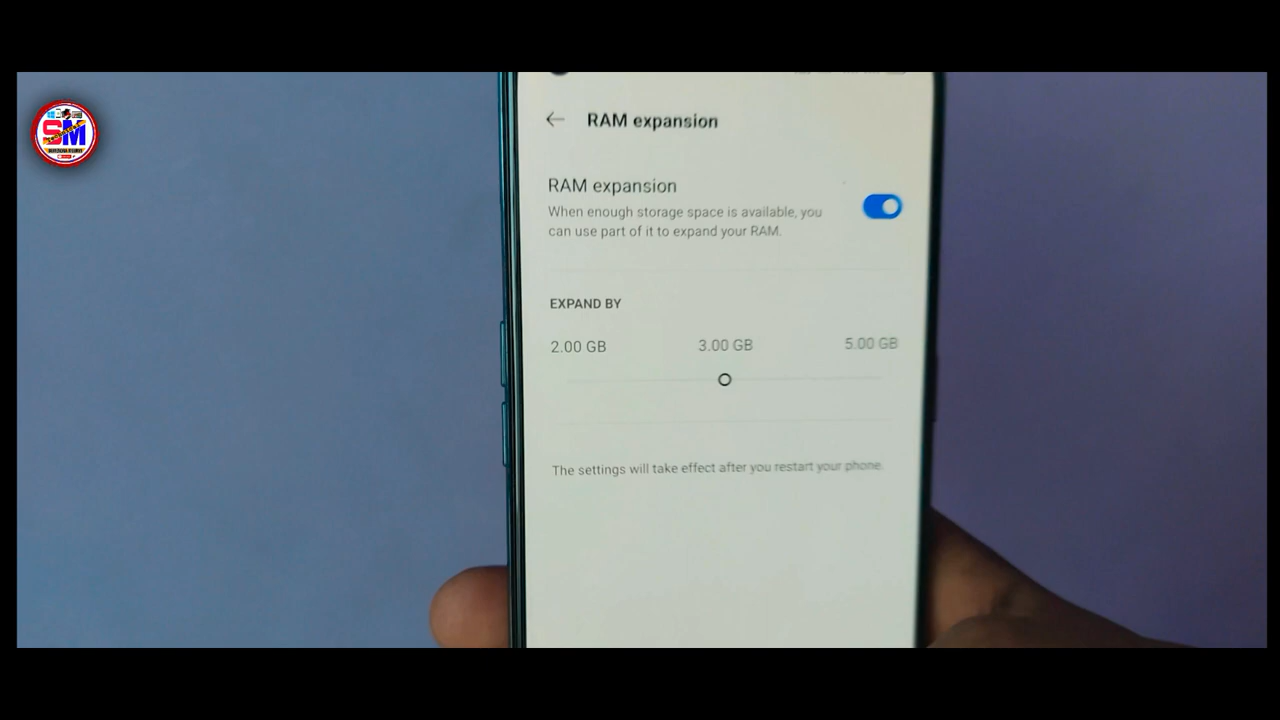 SM
RAM expansion
RAM expansion
When enough storage space is available, you
can use part of it to expand your RAM.
EXPAND BY
2.00 GB 3.00 GB 5.00 GB
The settings will take effect after you restart your phone.